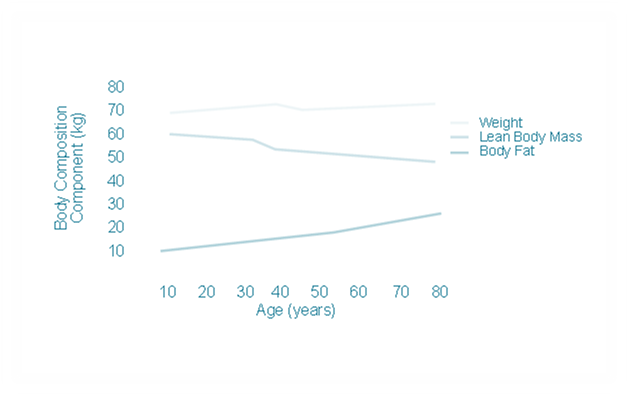 80
70
60
50
40
30
20
10
Body Composition
Component (kg)
Weight
Lean Body Mass
Body Fat
10 20 30 40 50 60 70 80
Age (years)